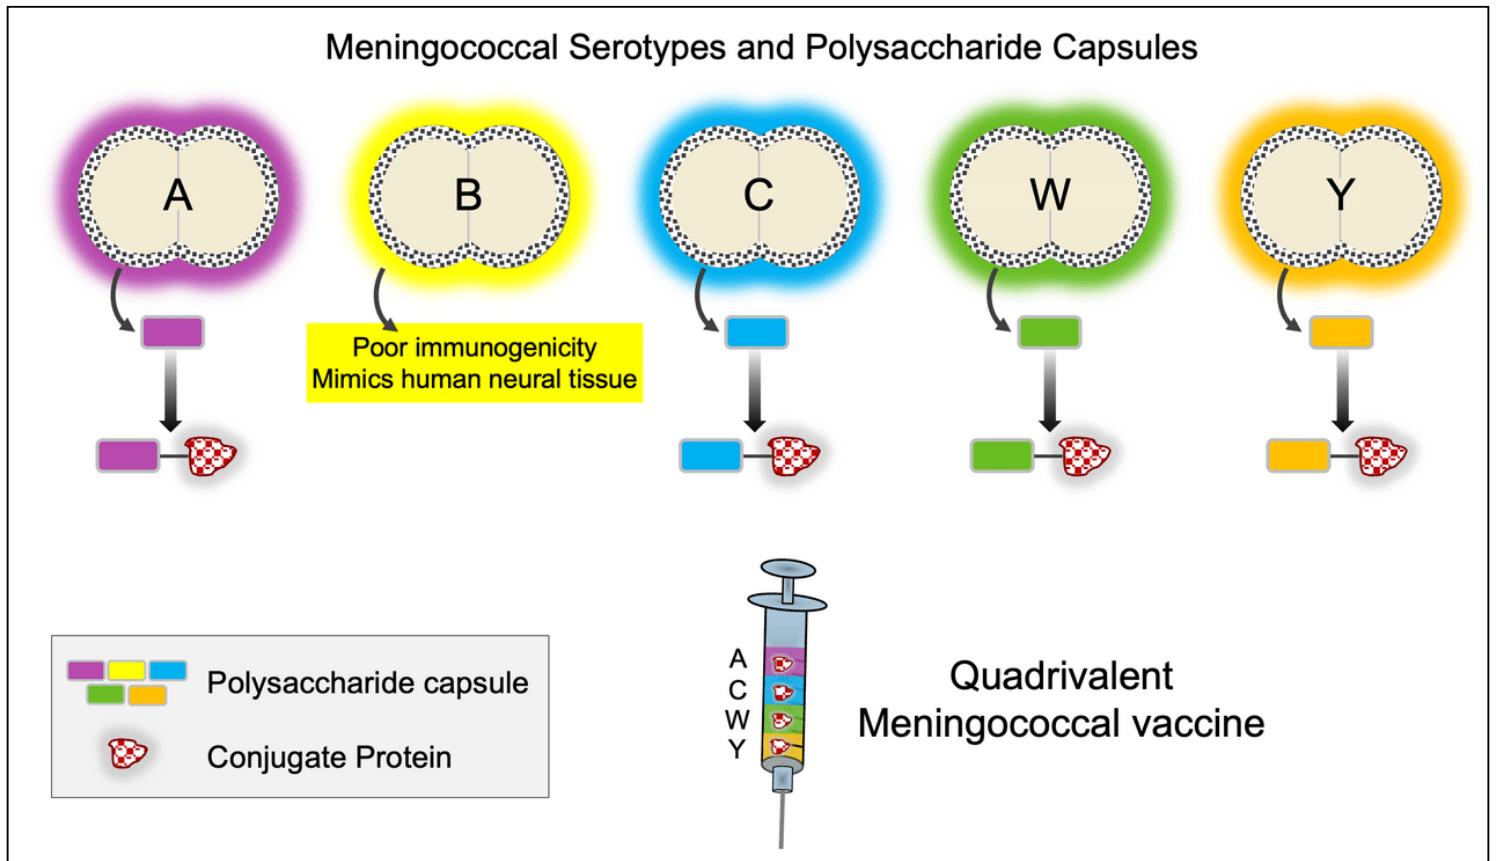 Meningococcal Serotypes and Polysaccharide Capsules
A
B
C
W
Y
Poor immunogenicity
Mimics human neural tissue
Polysaccharide capsule
Conjugate Protein
A
C
W
Y
Quadrivalent
Meningococcal vaccine